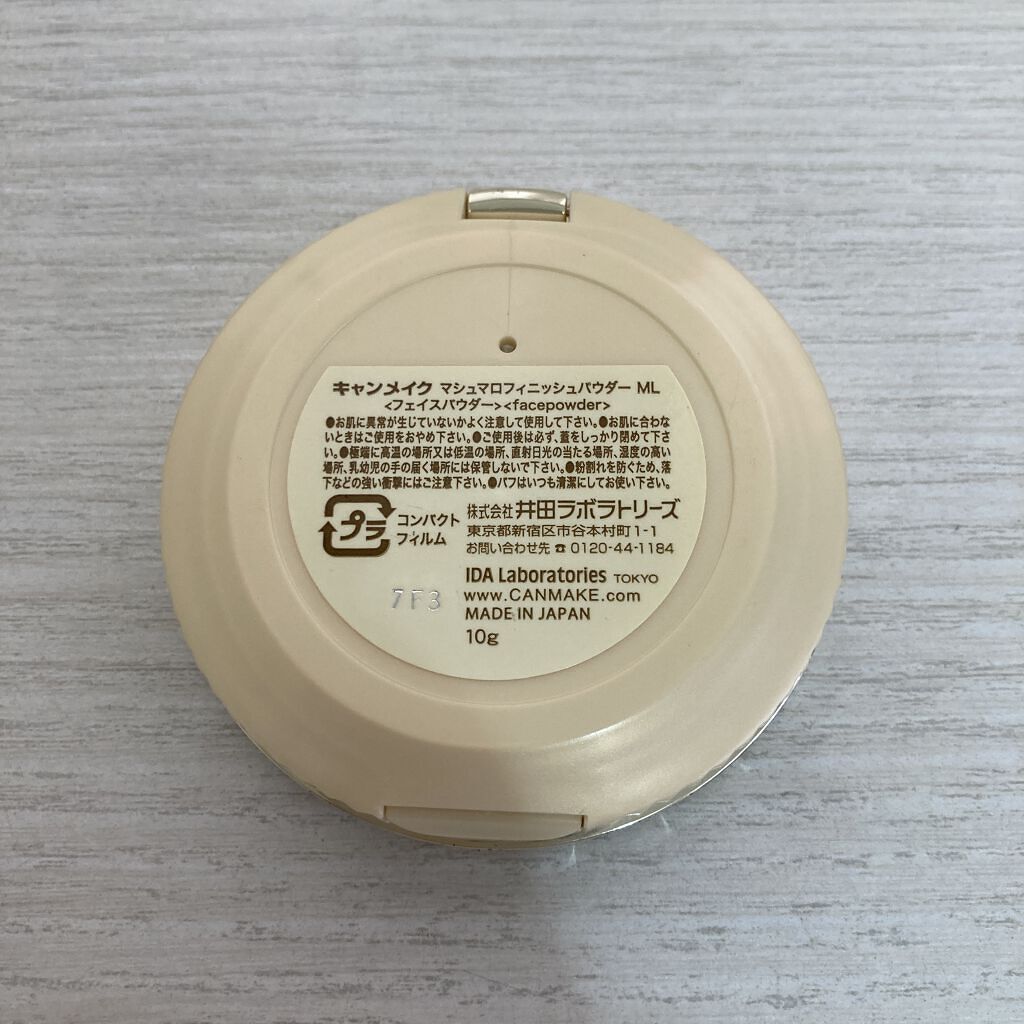 キャンメイク マシュマロフィニッシュパウダー ML
<フェイスパウダー><facepowder>
●お肌に異常が生じていないかよく注意して使用して下さい。●お肌に合わな
いときはご使用をおやめ下さい。●ご使用後は必ず、蓋をしっかり閉めて下さ
い。●極端に高温の場所又は低温の場所、直射日光の当たる場所、湿度の高い
場所、乳幼児の手の届く場所には保管しないで下さい。●粉割れを防ぐため、落
下などの強い衝撃にはご注意下さい。●パフはいつも清潔にしてお使い下さい。
プラ
コンパクト
フィルム
株式会社 井田ラボラトリーズ
東京都新宿区市谷本村町1-1
お問い合わせ先 ☎ 0120-44-1184
IDA Laboratories TOKYO
www.CANMAKE.com
MADE IN JAPAN
10g
7F3